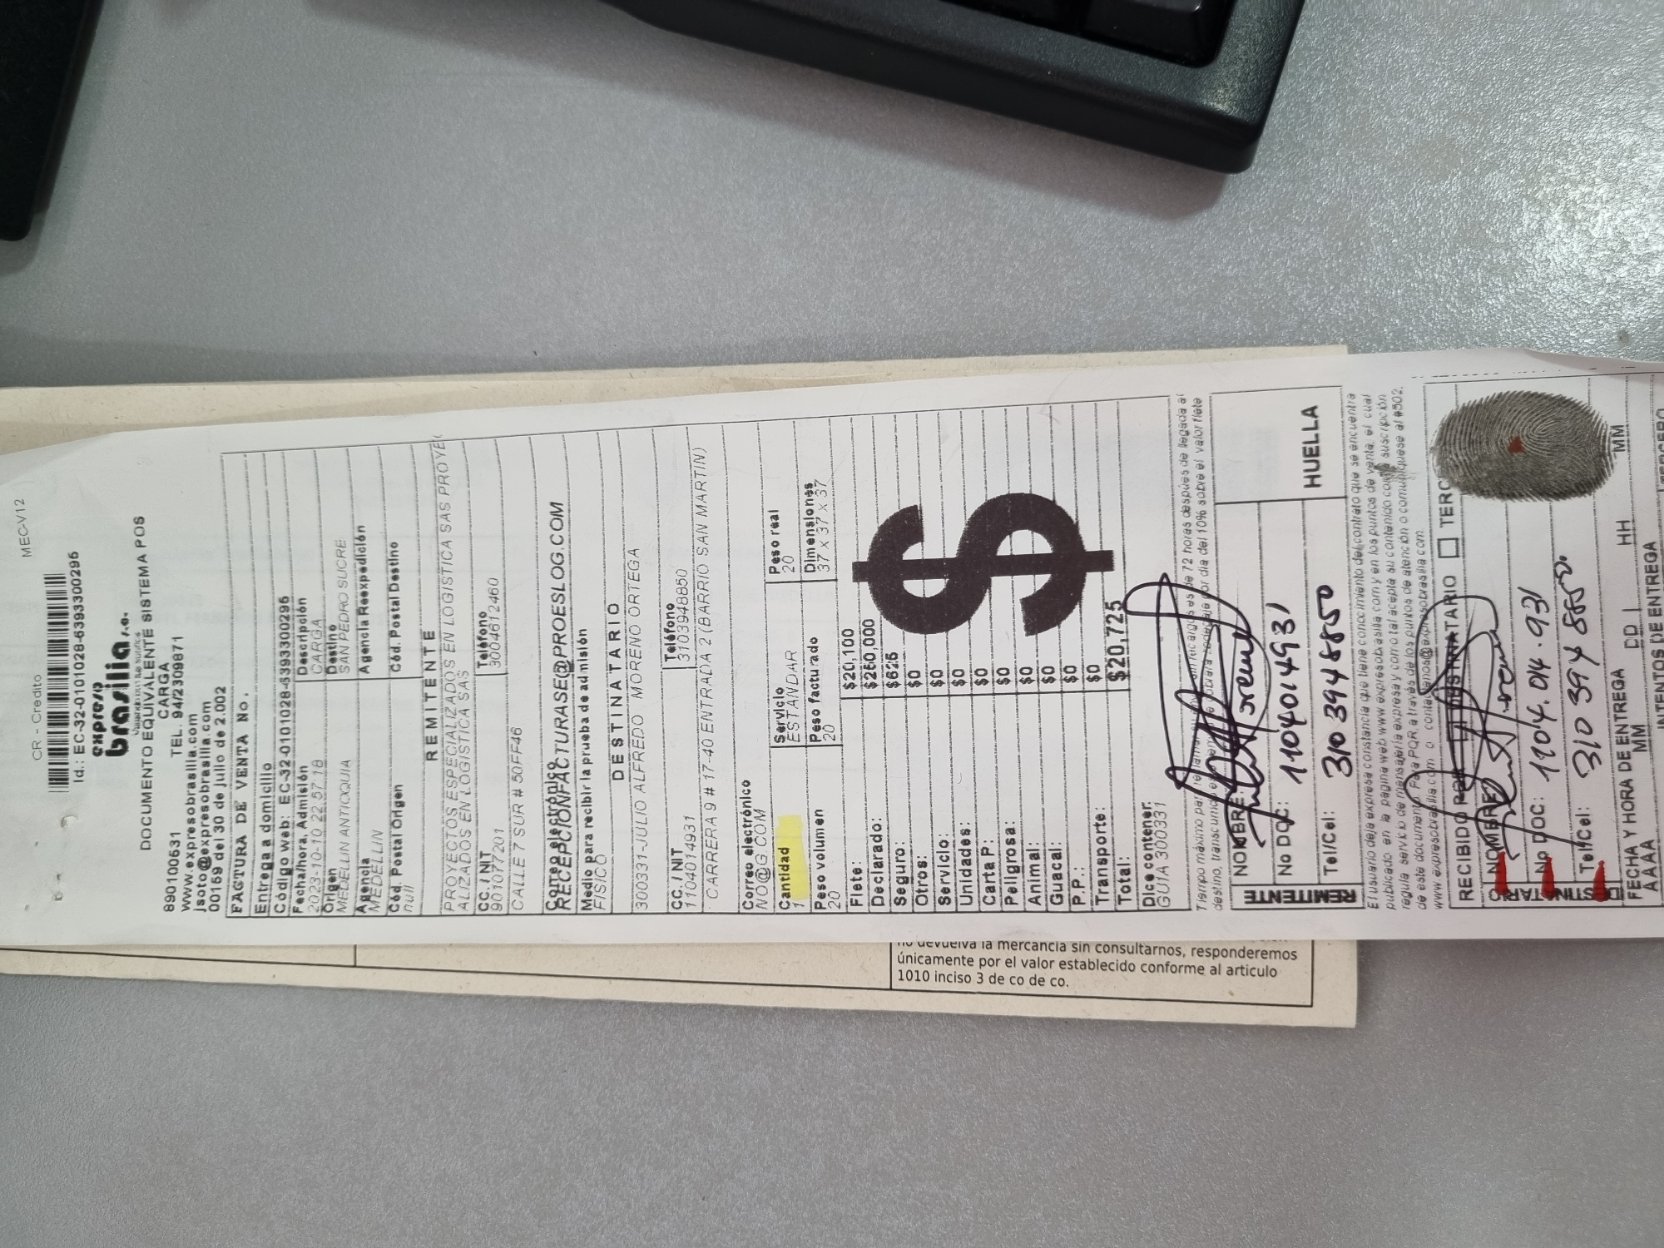 CR - Credito
MEC-V12
Id.: EC-32-0101028-6393300296
expreso
brasilia s.a.
DOCUMENTO EQUIVALENTE SISTEMA POS
CARGA
890100631 TEL. 94/2309871
www.expresobrasilia.com
jsoto@expresobrasilia.com
00159 del 30 de julio de 2.002
FACTURA DE VENTA No.
Entrega a domicilio
Código web: EC-32-0101028-6393300296
Fecha/hora, Admisión Descripción
2023-10-10 22:57:18 CARGA
Origen Destino
MEDELLIN ANTIOQUIA SAN PEDRO SUCRE
Agencia Agencia Reexpedición
MEDELLIN
Cód. Postal Origen Cód. Postal Destino
null
REMITENTE
PROYECTOS ESPECIALIZADOS EN LOGISTICA SAS PROYE
ALIZADOS EN LOGISTICA SAS
CC. / NIT Teléfono
901077201 3004612460
CALLE 7 SUR # 50FF46
Correo electrónico
RECEPCIONFACTURASE@PROESLOG.COM
Medio para recibir la prueba de admisión
FISICO
DESTINATARIO
300331-JULIO ALFREDO MORENO ORTEGA
CC. / NIT Teléfono
1104014931 3103948850
CARRERA 9 # 17-40 ENTRADA 2 (BARRIO SAN MARTIN)
Correo electrónico
NO@G.COM
Cantidad Servicio Peso real
1 ESTANDAR 20
Peso volumen Peso facturado Dimensiones
20 20 37 X 37 X 37
Flete: $20,100
Declarado: $260,000
Seguro: $625
Otros: $0
Servicio: $0
Unidades: $0
Carta P: $0
Peligrosa: $0
Animal: $0
Guacal: $0
P.P.: $0
Transporte: $0
Total: $20,725
$
Dice contener:
GUIA 300331
REMITENTE
NOMBRE:
No DOC: 1104014931
Tel/Cel: 310 3948850
HUELLA
RECIBIDO POR
DESTINATARIO
NOMBRE
No DOC: 1104.014.931
Tel/Cel: 310 394 8850
FECHA Y HORA DE ENTREGA
AAAA MM DD HH MM
INTENTOS DE ENTREGA
no devuelva la mercancia sin consultarnos, responderemos
únicamente por el valor establecido conforme al articulo
1010 inciso 3 de co de co.